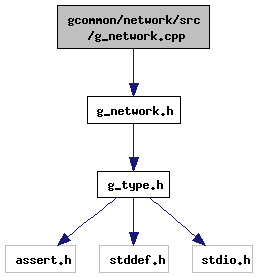 gcommon/network/src
/g_network.cpp
g_network.h
g_type.h
assert.h
stddef.h
stdio.h